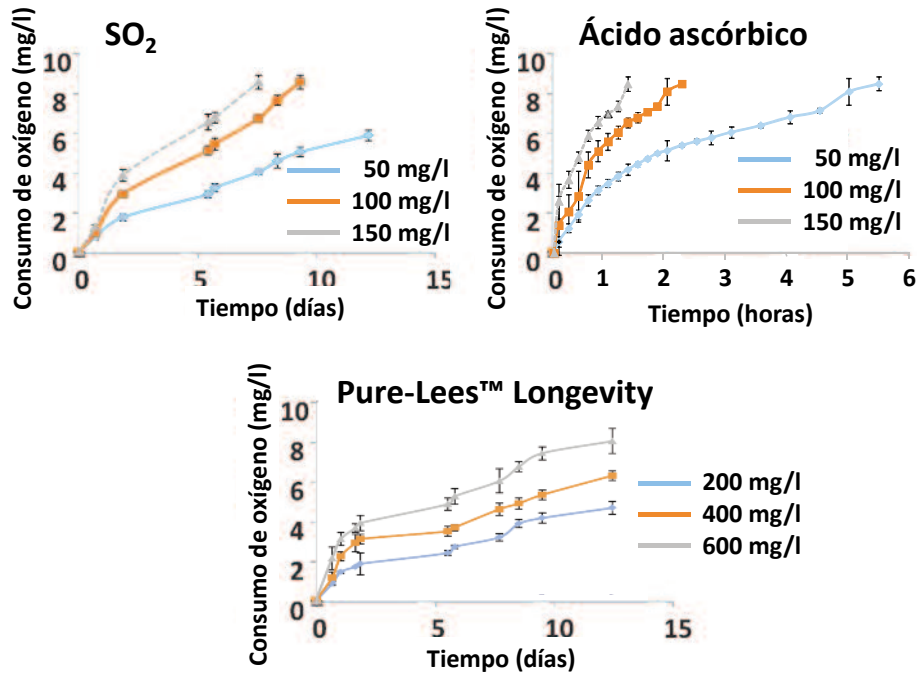 SO₂
Consumo de oxígeno (mg/l)
10
8
6
4
2
0
50 mg/l
100 mg/l
150 mg/l
0
5
10
15
Tiempo (días)
Ácido ascórbico
Consumo de oxígeno (mg/l)
10
8
6
4
2
0
50 mg/l
100 mg/l
150 mg/l
0
1
2
3
4
5
6
Tiempo (horas)
Pure-Lees™ Longevity
Consumo de oxígeno (mg/l)
10
8
6
4
2
0
200 mg/l
400 mg/l
600 mg/l
0
5
10
15
Tiempo (días)